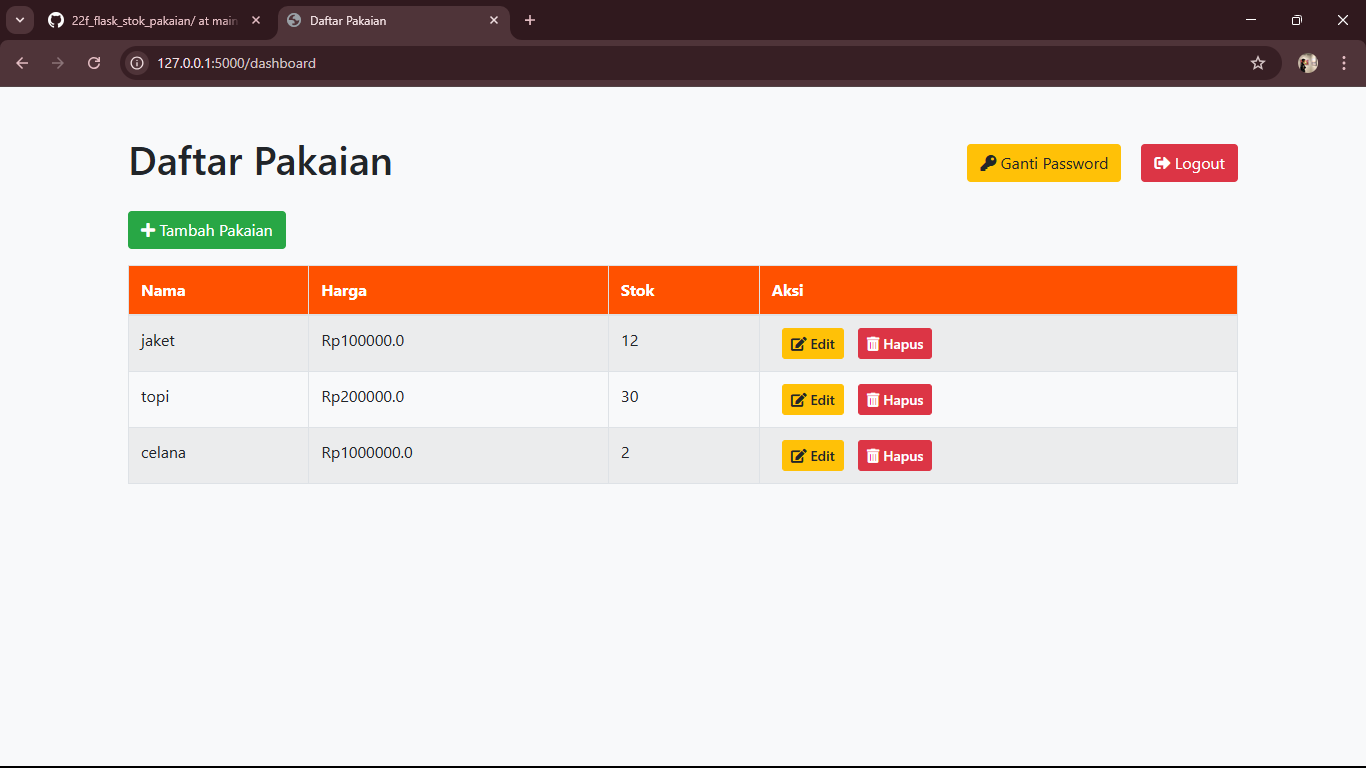 22f_flask_stok_pakaian/ at main
Daftar Pakaian
127.0.0.1:5000/dashboard
Daftar Pakaian
Ganti Password
Logout
Tambah Pakaian
Nama Harga Stok Aksi
jaket Rp100000.0 12 Edit Hapus
topi Rp200000.0 30 Edit Hapus
celana Rp1000000.0 2 Edit Hapus